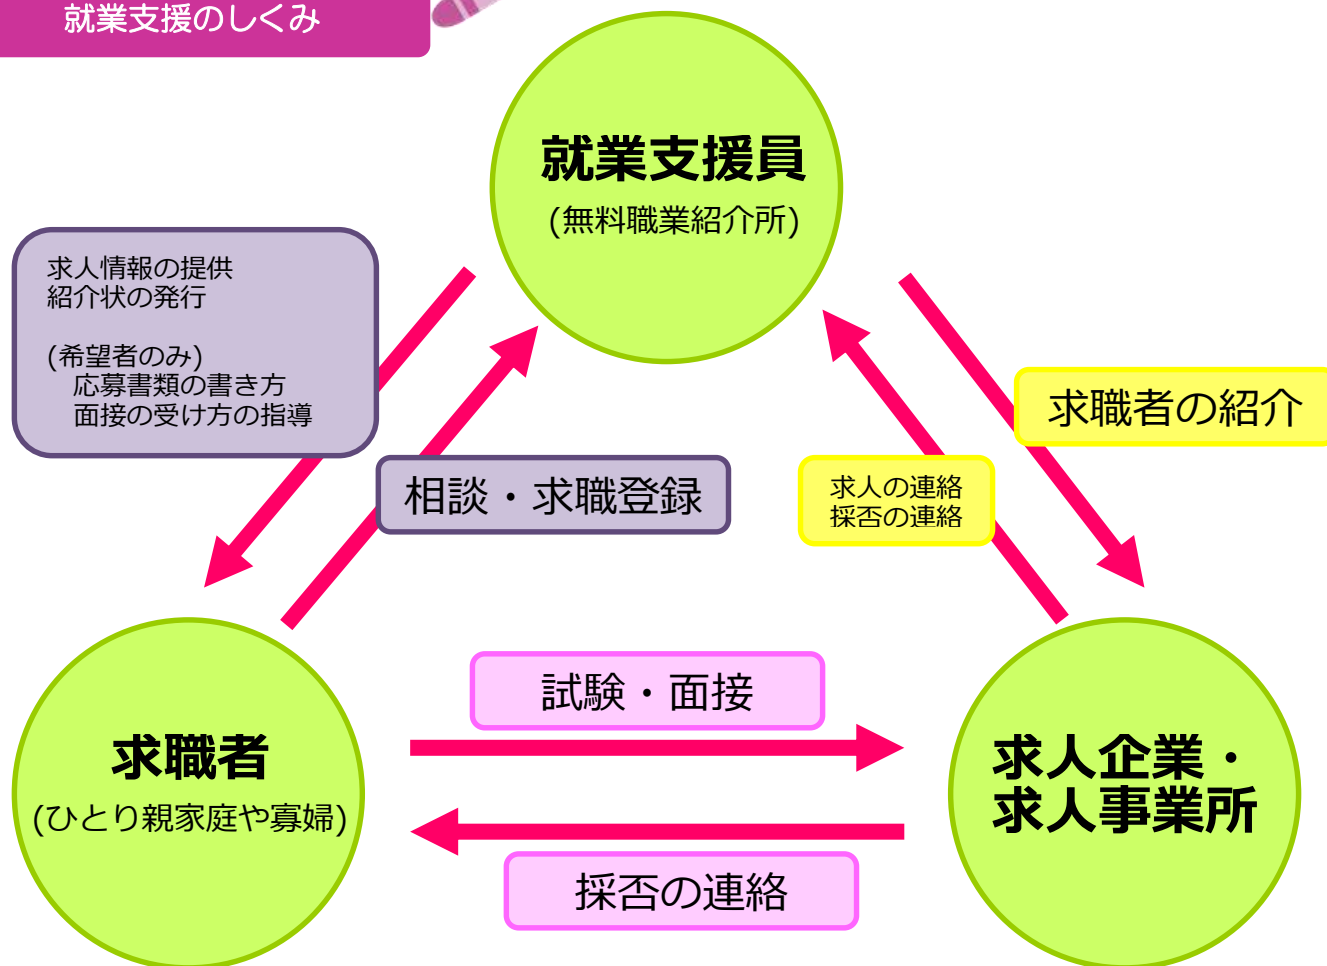 就業支援のしくみ
就業支援員
(無料職業紹介所)
求人情報の提供
紹介状の発行
(希望者のみ)
応募書類の書き方
面接の受け方の指導
求職者の紹介
相談・求職登録
求人の連絡
採否の連絡
試験・面接
求職者
(ひとり親家庭や寡婦)
求人企業・
求人事業所
採否の連絡